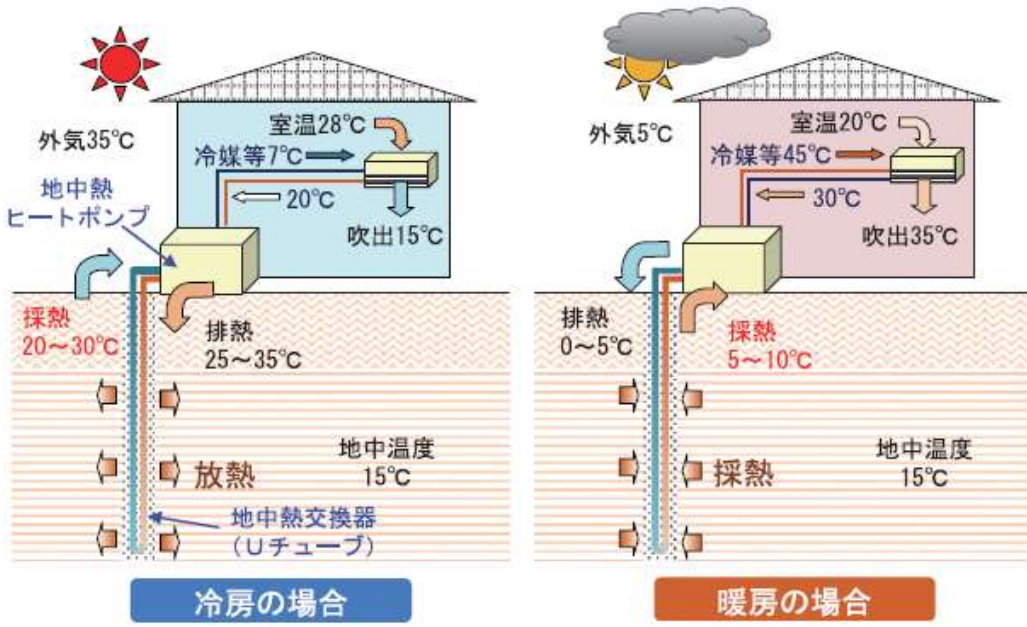 外気35℃
室温28℃
冷媒等7℃
20℃
吹出15℃
地中熱
ヒートポンプ
採熱
20～30℃
排熱
25～35℃
放熱
地中温度
15℃
地中熱交換器
（Uチューブ）
冷房の場合
外気5℃
室温20℃
冷媒等45℃
30℃
吹出35℃
排熱
0～5℃
採熱
5～10℃
採熱
地中温度
15℃
暖房の場合